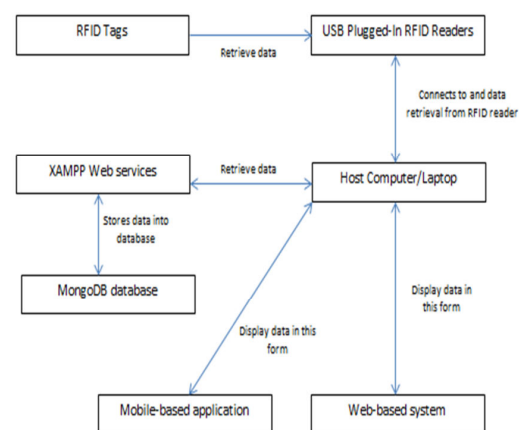 RFID Tags
USB Plugged-In RFID Readers
Retrieve data
Connects to and data
retrieval from RFID reader
XAMPP Web services
Retrieve data
Host Computer/Laptop
Stores data into
database
MongoDB database
Display data in this
form
Display data in
this form
Mobile-based application
Web-based system